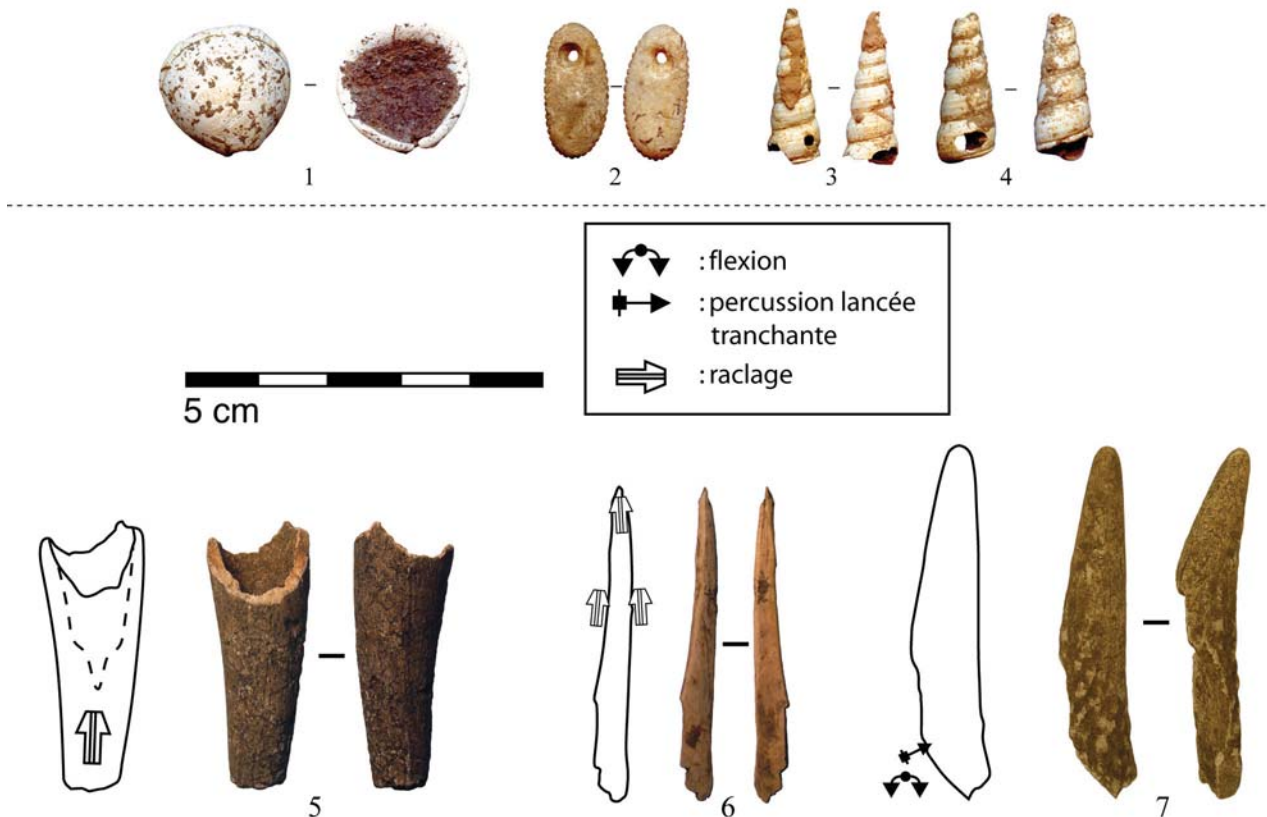 1
2
3
4
: flexion
: percussion lancée
tranchante
: raclage
5 cm
5
6
7